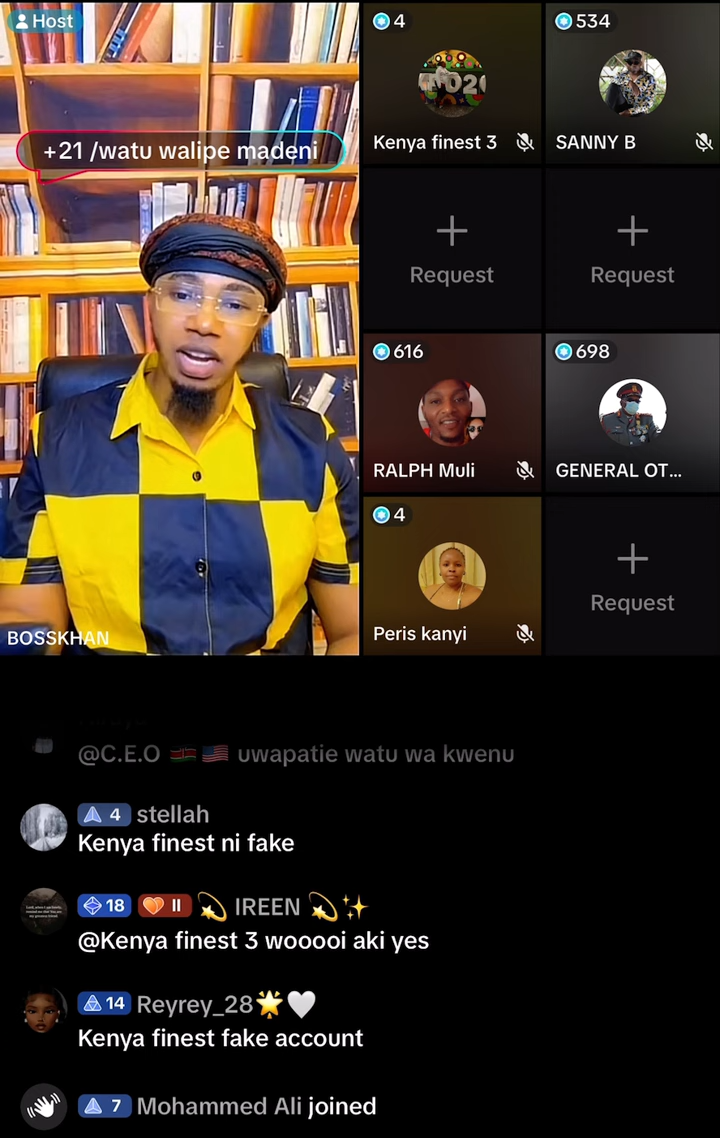 Host
+21 /watu walipe madeni
BOSSKHAN
4
Kenya finest 3
534
SANNY B
Request
Request
616
RALPH Muli
698
GENERAL OT...
4
Peris kanyi
Request
@C.E.O 🇰🇪🇺🇸 uwapatie watu wa kwenu
4 stellah
Kenya finest ni fake
18 II 💫 IREEN 💫✨
@Kenya finest 3 wooooi aki yes
14 Reyrey_28🌟🤍
Kenya finest fake account
7 Mohammed Ali joined